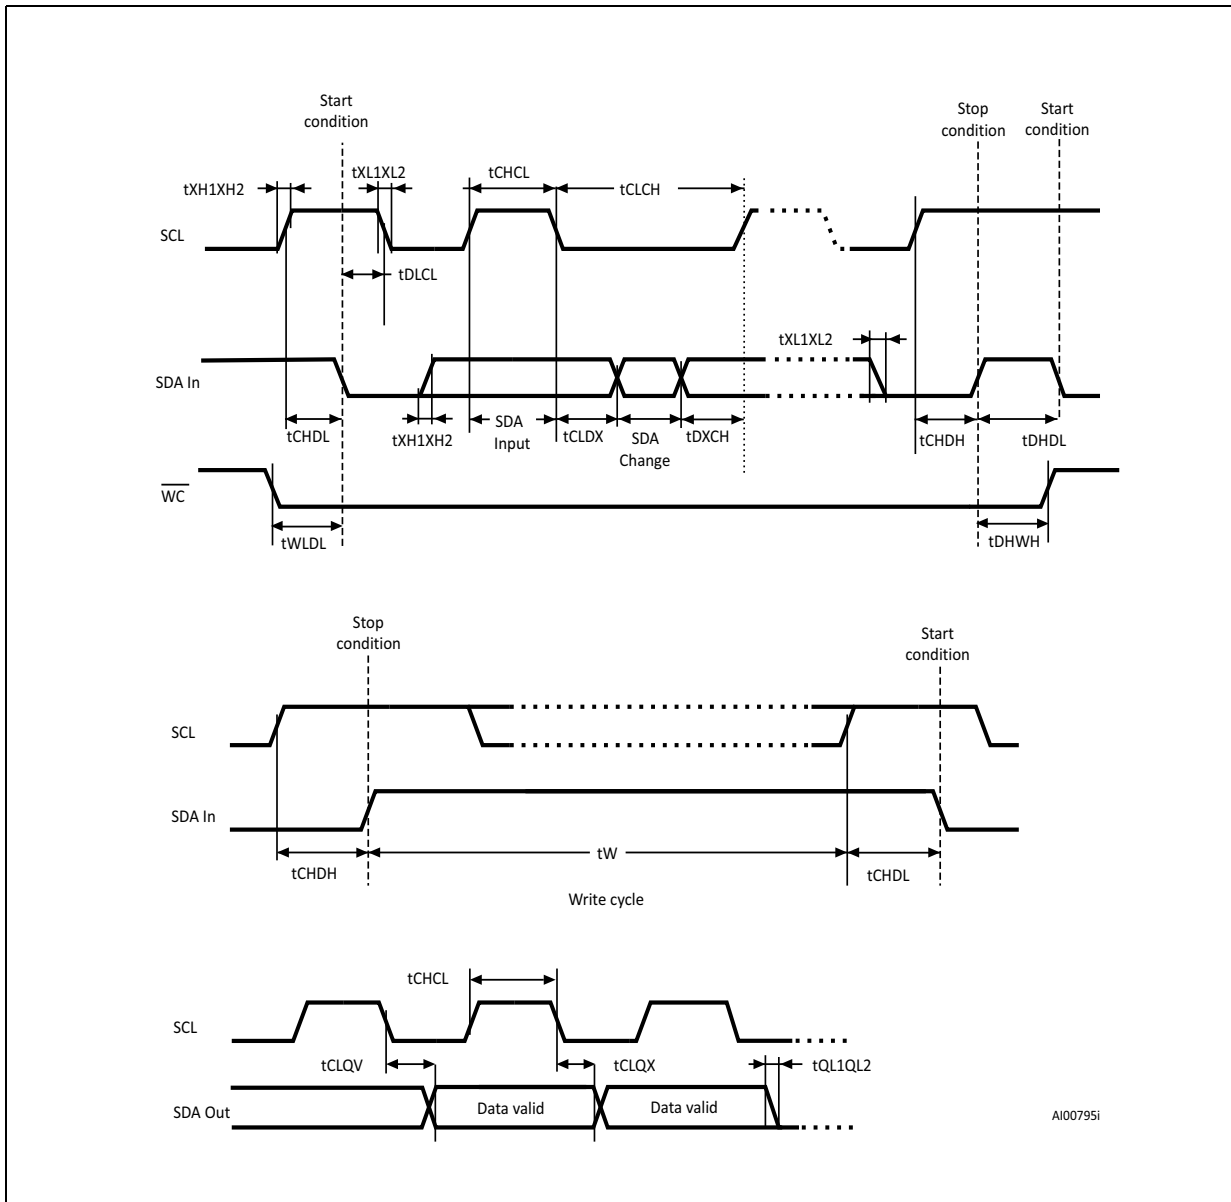 Start
condition
Stop
condition
Start
condition
tXH1XH2
tXL1XL2
tCHCL
tCLCH
SCL
tDLCL
tXL1XL2
SDA In
tCHDL
tXH1XH2
SDA
Input
tCLDX
SDA
Change
tDXCH
tCHDH
tDHDL
WC
tWLDL
tDHWH
Stop
condition
Start
condition
SCL
SDA In
tCHDH
tW
tCHDL
Write cycle
tCHCL
SCL
tCLQV
tCLQX
tQL1QL2
SDA Out
Data valid
Data valid
AI00795i